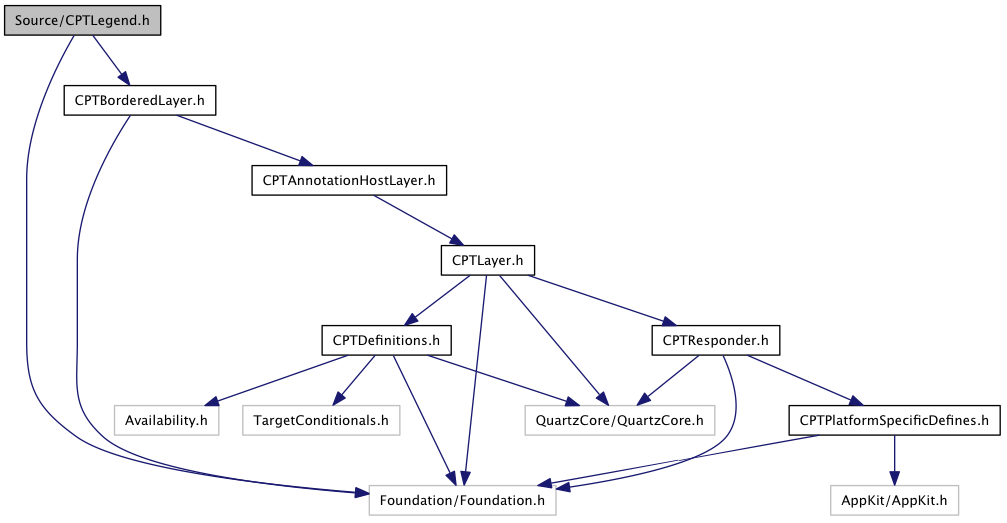 Source/CPTLegend.h
CPTBorderedLayer.h
CPTAnnotationHostLayer.h
CPTLayer.h
CPTDefinitions.h
CPTResponder.h
Availability.h
TargetConditionals.h
QuartzCore/QuartzCore.h
CPTPlatformSpecificDefines.h
Foundation/Foundation.h
AppKit/AppKit.h